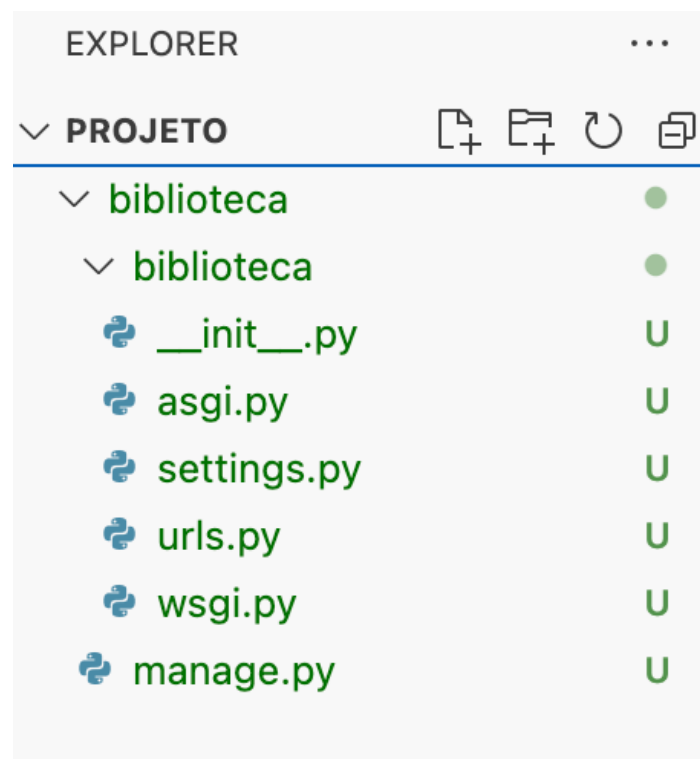 EXPLORER
PROJETO
biblioteca
biblioteca
__init__.py U
asgi.py U
settings.py U
urls.py U
wsgi.py U
manage.py U